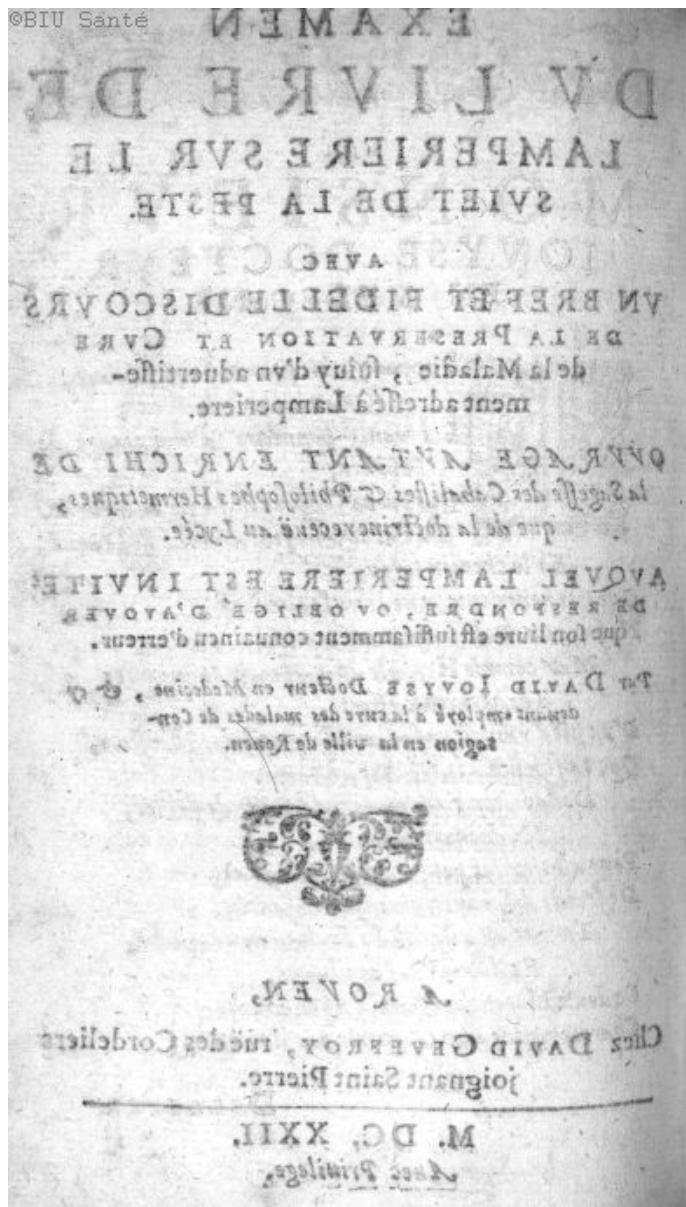 ©BIU Santé
EXAMEN
DV LIVRE DE
LAMPERIERE SVR LE
SVIET DE LA PESTE.
AVEC
VN BREF ET FIDELLE DISCOVRS
DE LA PRESERVATION ET CVRE
de la Maladie, suiuy d'vn aduertisse-
ment adressé à Lamperiere.
OVVRAGE AVTANT ENRICHI DE
la Sagesse des Cabalistes & Philosophes Hermetiques,
que de la doctrine receuë au Lycée.
AVQVEL LAMPERIERE EST INVITE'
DE RESPONDRE, OV OBLIGE' D'AVOVER
que son liure est suffisamment conuaincu d'erreur.
Par DAVID IOVYSE Docteur en Medecine, & cy
deuant employé à la cure des malades de Con-
tagion en la ville de Rouen.
A ROVEN,
Chez DAVID GEVFFROY, ruë des Cordeliers
joignant Saint Pierre.
M. DC. XXII.
Auec Priuilege.